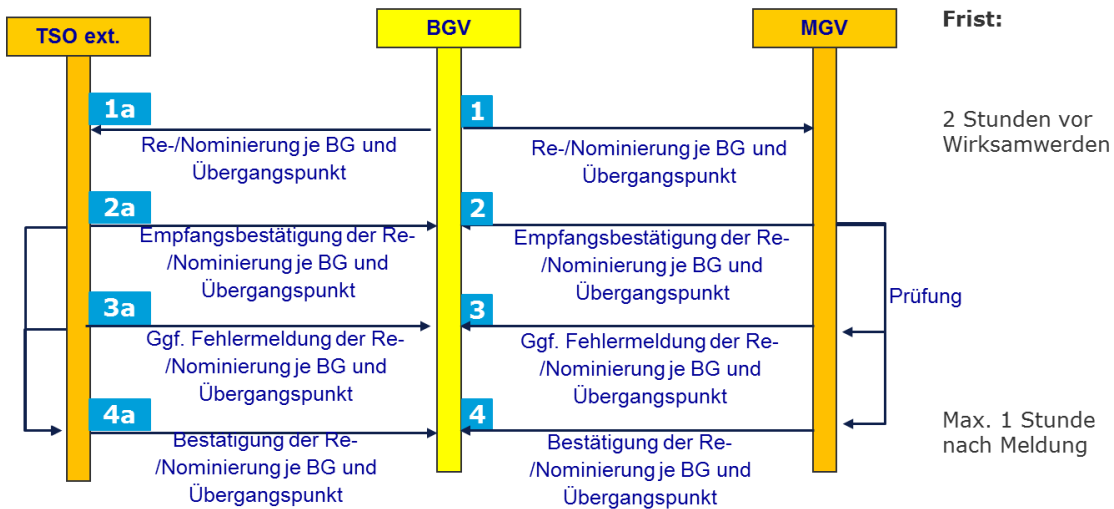 TSO ext.
BGV
MGV
Frist:
1a
1
Re-/Nominierung je BG und
Übergangspunkt
Re-/Nominierung je BG und
Übergangspunkt
2 Stunden vor
Wirksamwerden
2a
2
Empfangsbestätigung der Re-
/Nominierung je BG und
Übergangspunkt
Empfangsbestätigung der Re-
/Nominierung je BG und
Übergangspunkt
Prüfung
3a
3
Ggf. Fehlermeldung der Re-
/Nominierung je BG und
Übergangspunkt
Ggf. Fehlermeldung der Re-
/Nominierung je BG und
Übergangspunkt
4a
4
Bestätigung der Re-
/Nominierung je BG und
Übergangspunkt
Bestätigung der Re-
/Nominierung je BG und
Übergangspunkt
Max. 1 Stunde
nach Meldung